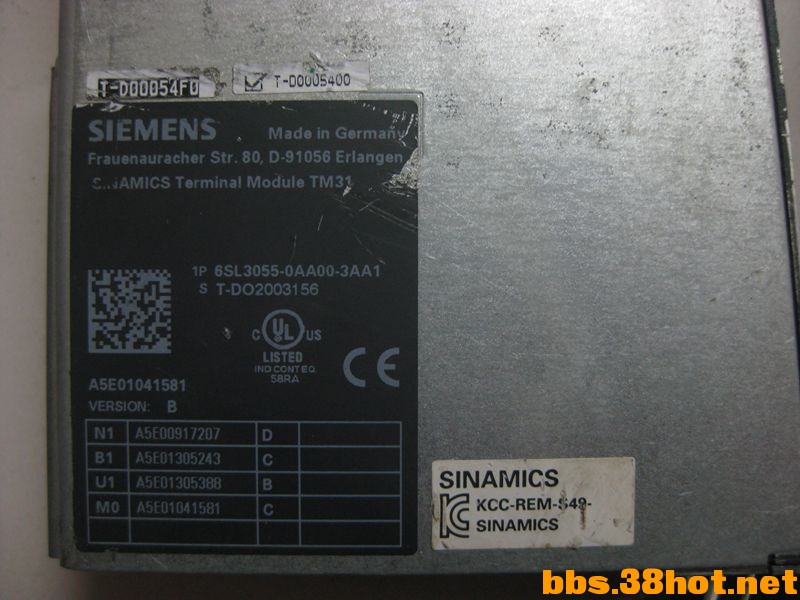 T-D00054F0
T-D0005400
SIEMENS Made in Germany
Frauenauracher Str. 80, D-91056 Erlangen
SINAMICS Terminal Module TM31
1P 6SL3055-0AA00-3AA1
S T-DO2003156
C UL US
LISTED
IND CONT EQ
58RA
CE
A5E01041581
VERSION: B
N1 A5E00917207 D
B1 A5E01305243 C
U1 A5E01305388 B
M0 A5E01041581 C
SINAMICS
KCC-REM-S49-
SINAMICS
bbs.38hot.net